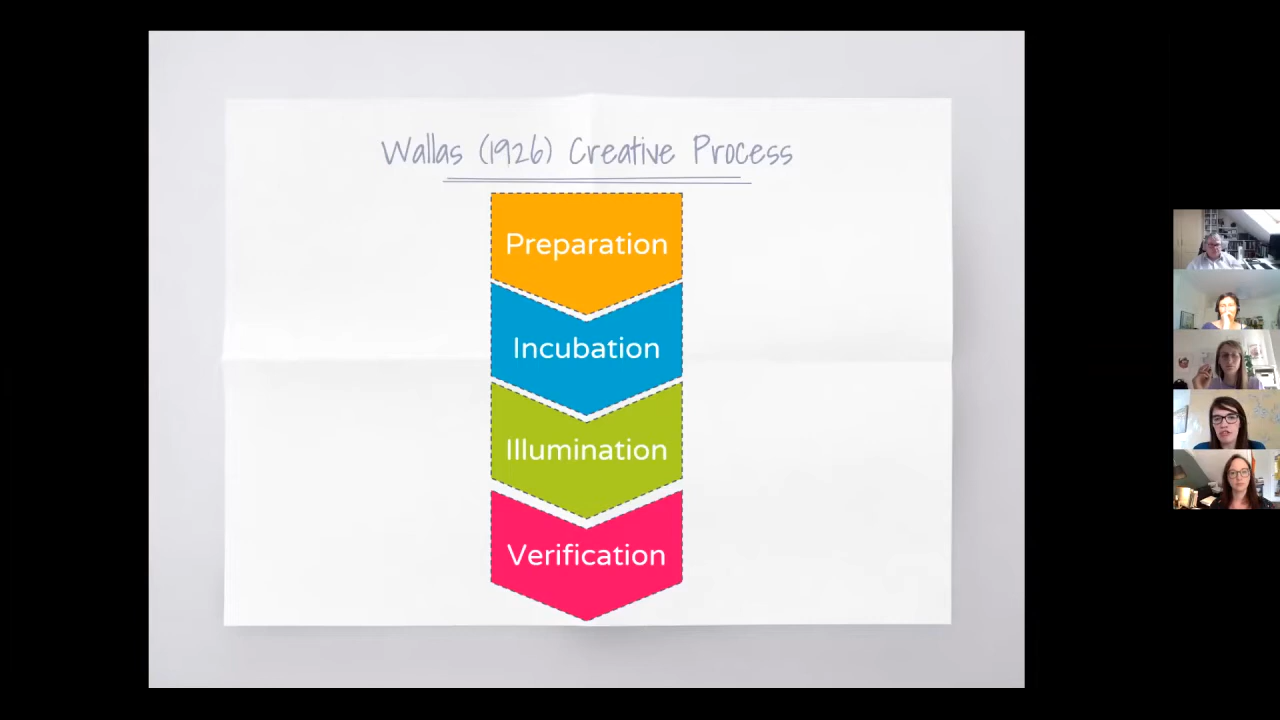 Wallas (1926) Creative Process
Preparation
Incubation
Illumination
Verification